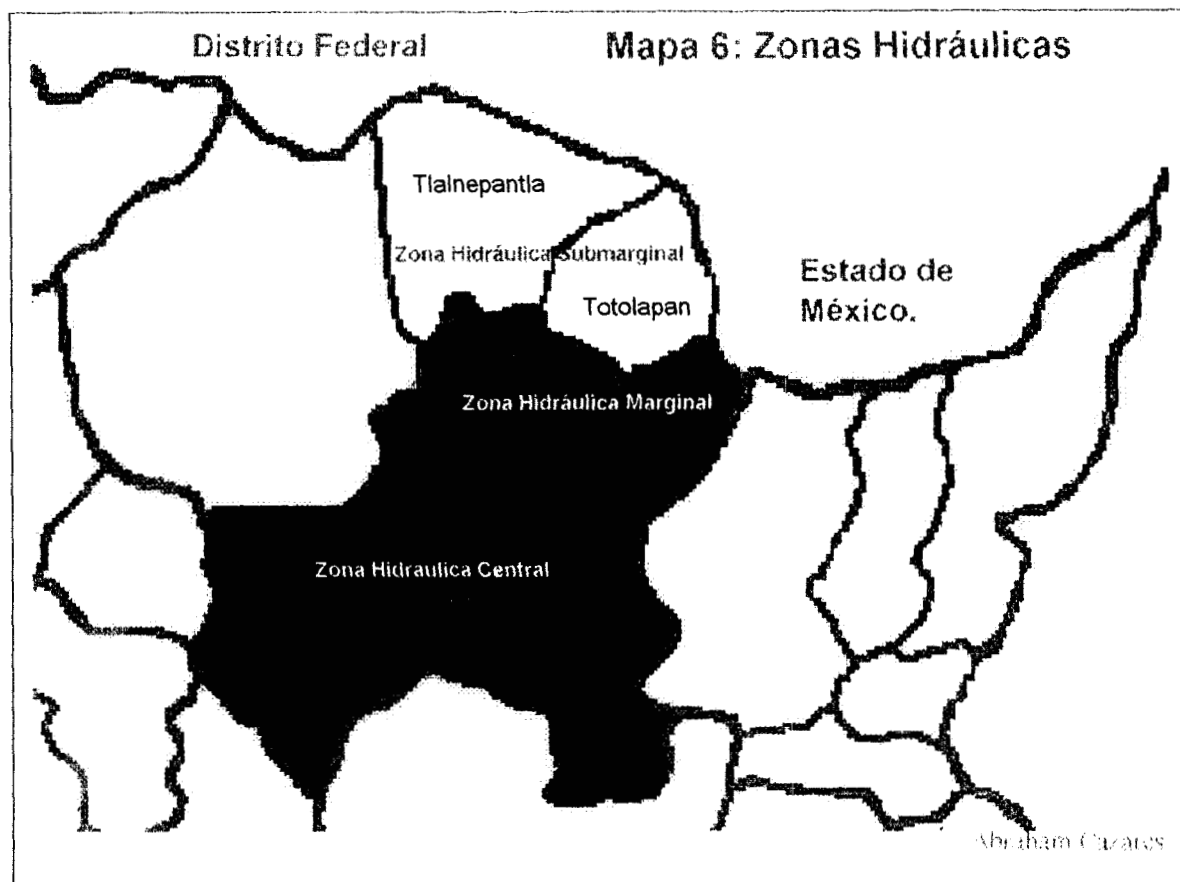 Distrito Federal
Mapa 6: Zonas Hidráulicas
Tlalnepantla
Zona Hidráulica Submarginal
Estado de
México.
Totolapan
Zona Hidráulica Marginal
Zona Hidraulica Central
Abraham Cazares